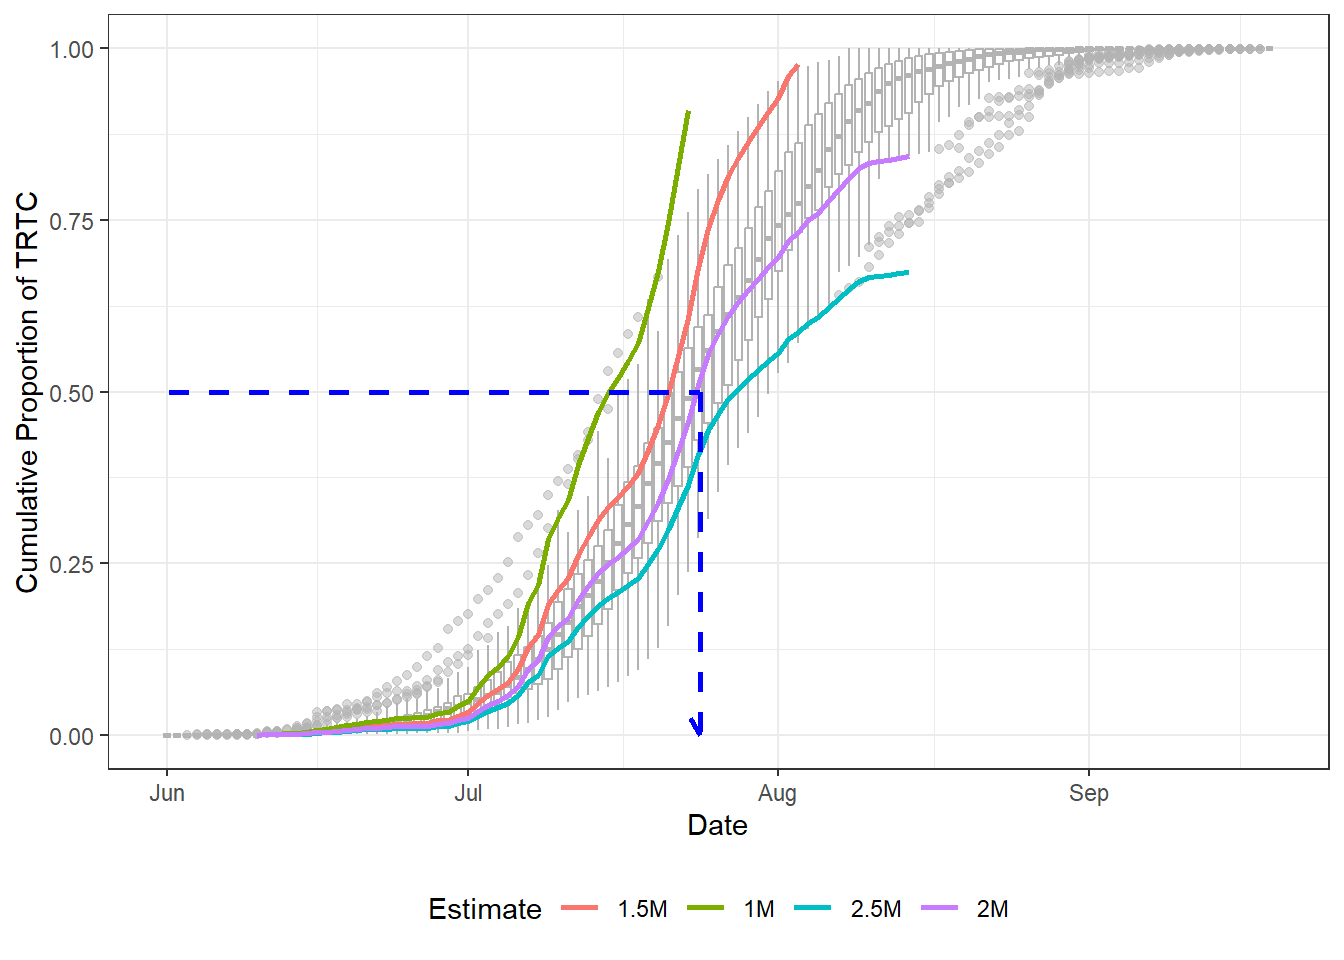 Cumulative Proportion of TRTC
1.00
0.75
0.50
0.25
0.00
Jun Jul Aug Sep
Date
Estimate 1.5M 1M 2.5M 2M